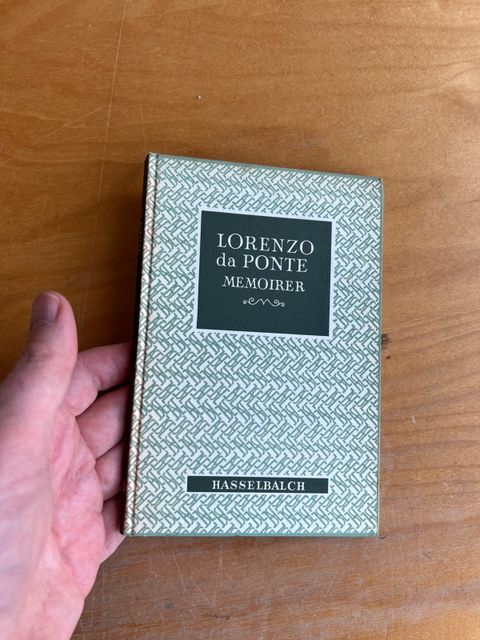 LORENZO
da PONTE
MEMOIRER
HASSELBALCH